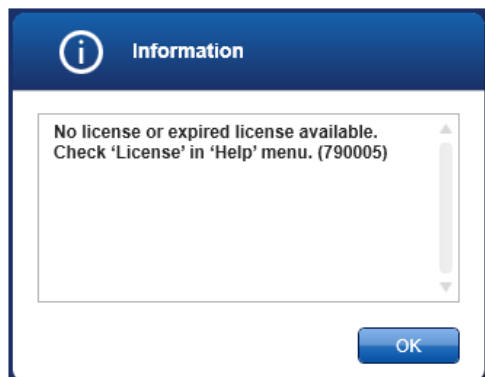 Information
No license or expired license available.
Check ‘License’ in ‘Help’ menu. (790005)
OK